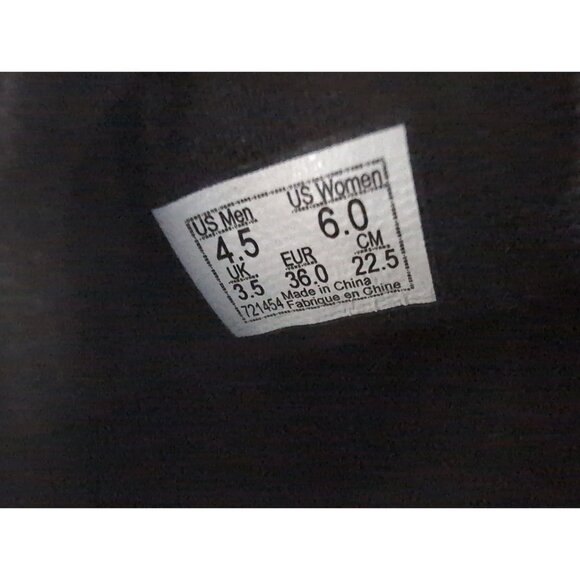 US Men US Women
4.5 6.0
UK EUR CM
3.5 36.0 22.5
721454 Made in China
Fabrique en Chine